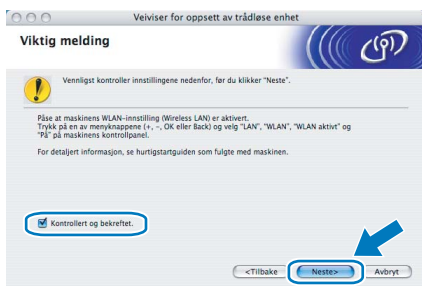 Veiviser for oppsett av trådløse enhet
Viktig melding
Vennligst kontroller innstillingene nedenfor, før du klikker "Neste".
Påse at maskinens WLAN-innstilling (Wireless LAN) er aktivert.
Trykk på en av menyknappene (+, -, OK eller Back) og velg "LAN", "WLAN", "WLAN aktivt" og
"På" på maskinens kontrollpanel.
For detaljert informasjon, se hurtigstartguiden som fulgte med maskinen.
Kontrollert og bekreftet.
<Tilbake Neste> Avbryt